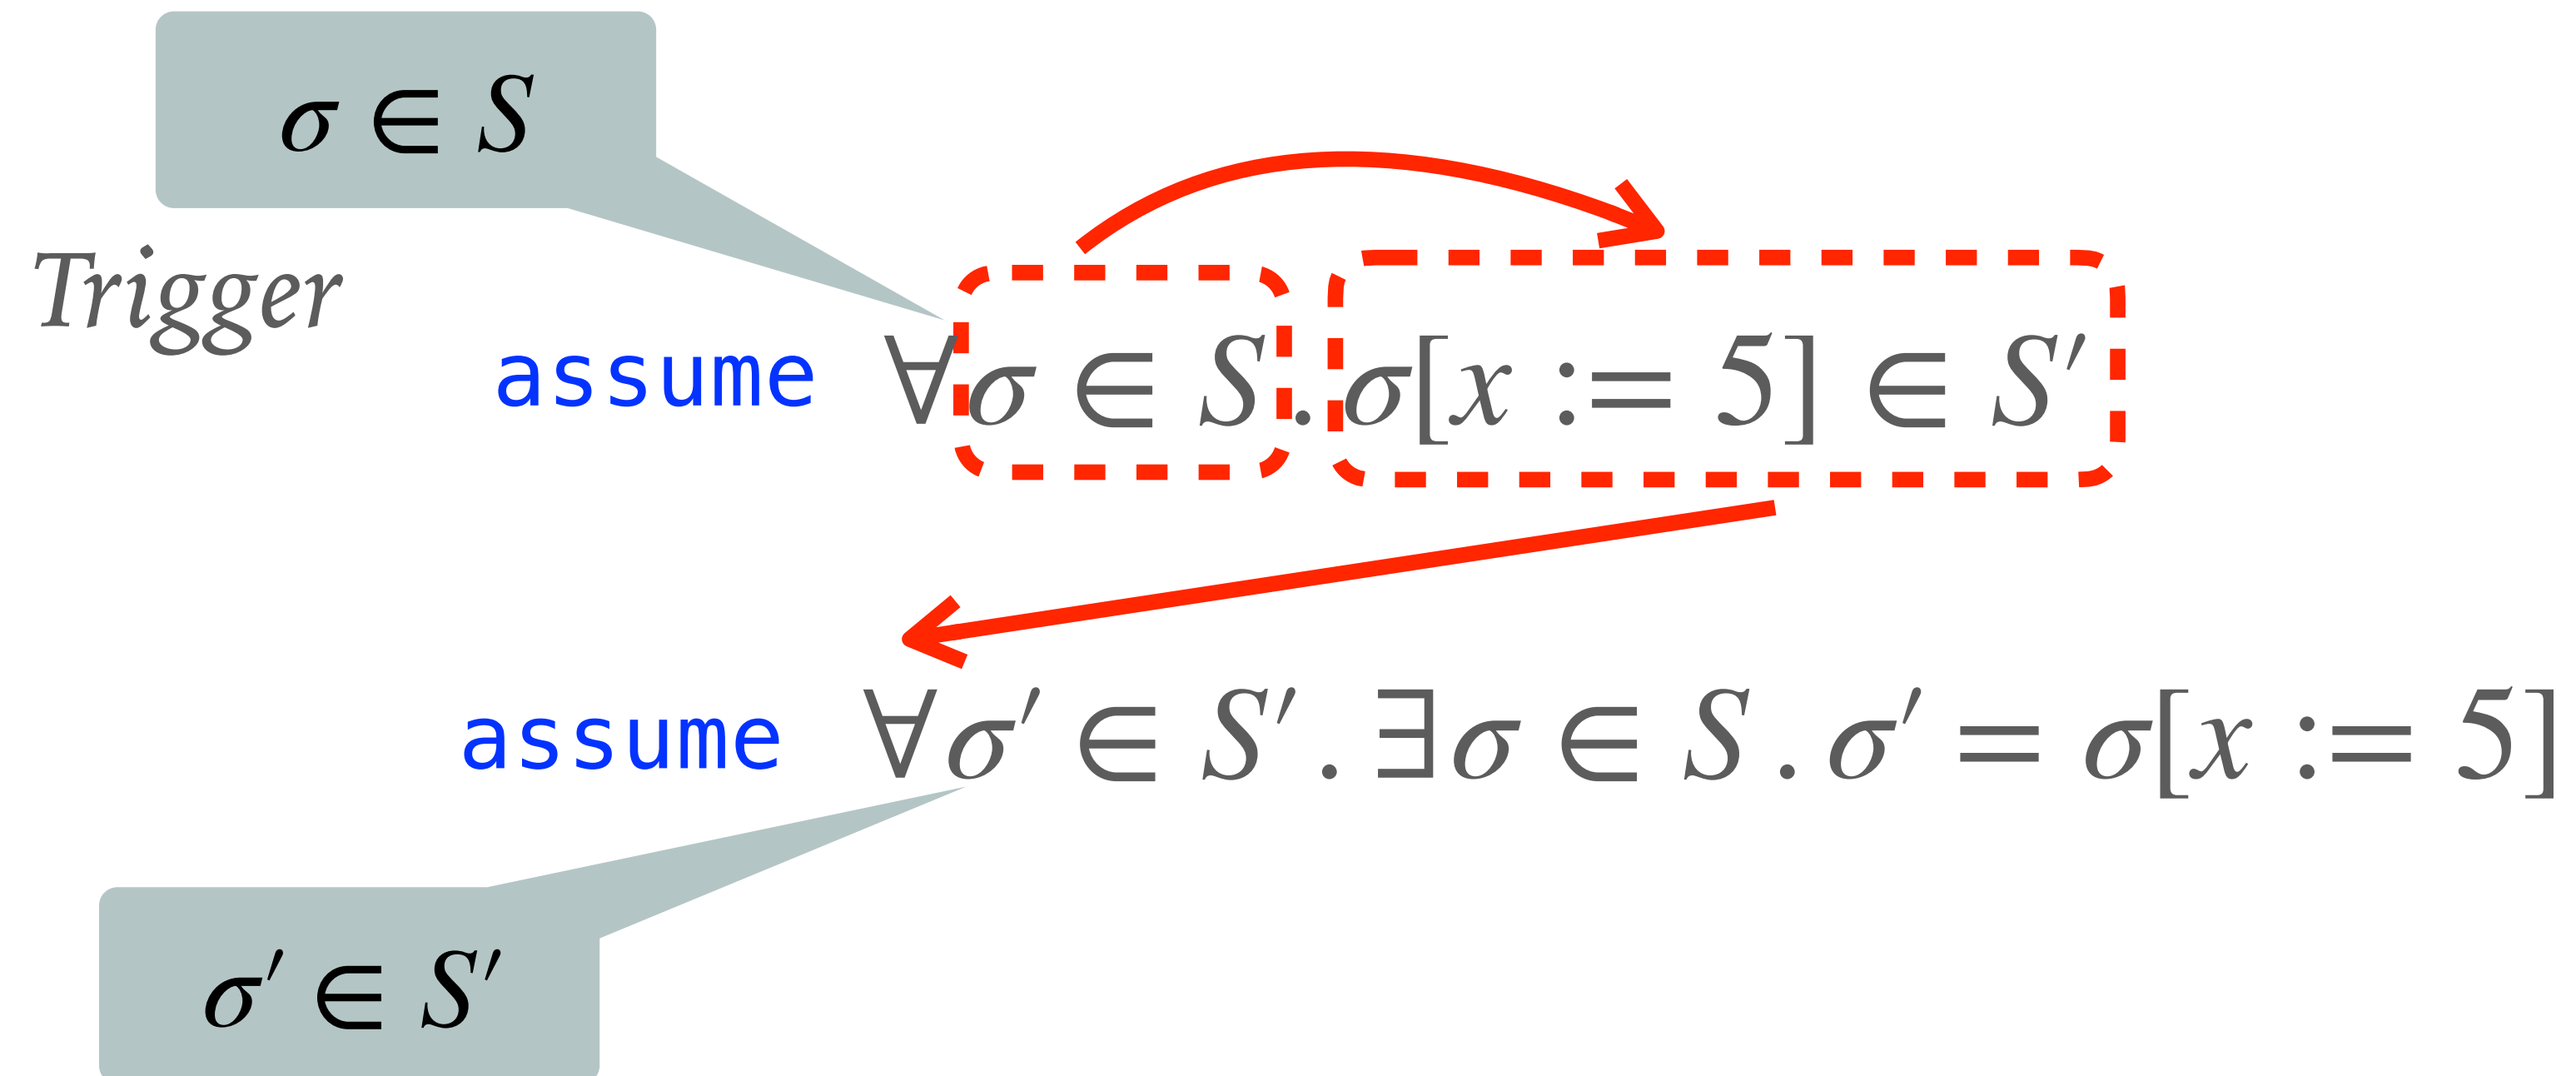 σ ∈ S
Trigger
assume ∀σ ∈ S . σ[x := 5] ∈ S′
assume ∀σ′ ∈ S′ . ∃σ ∈ S . σ′ = σ[x := 5]
σ′ ∈ S′